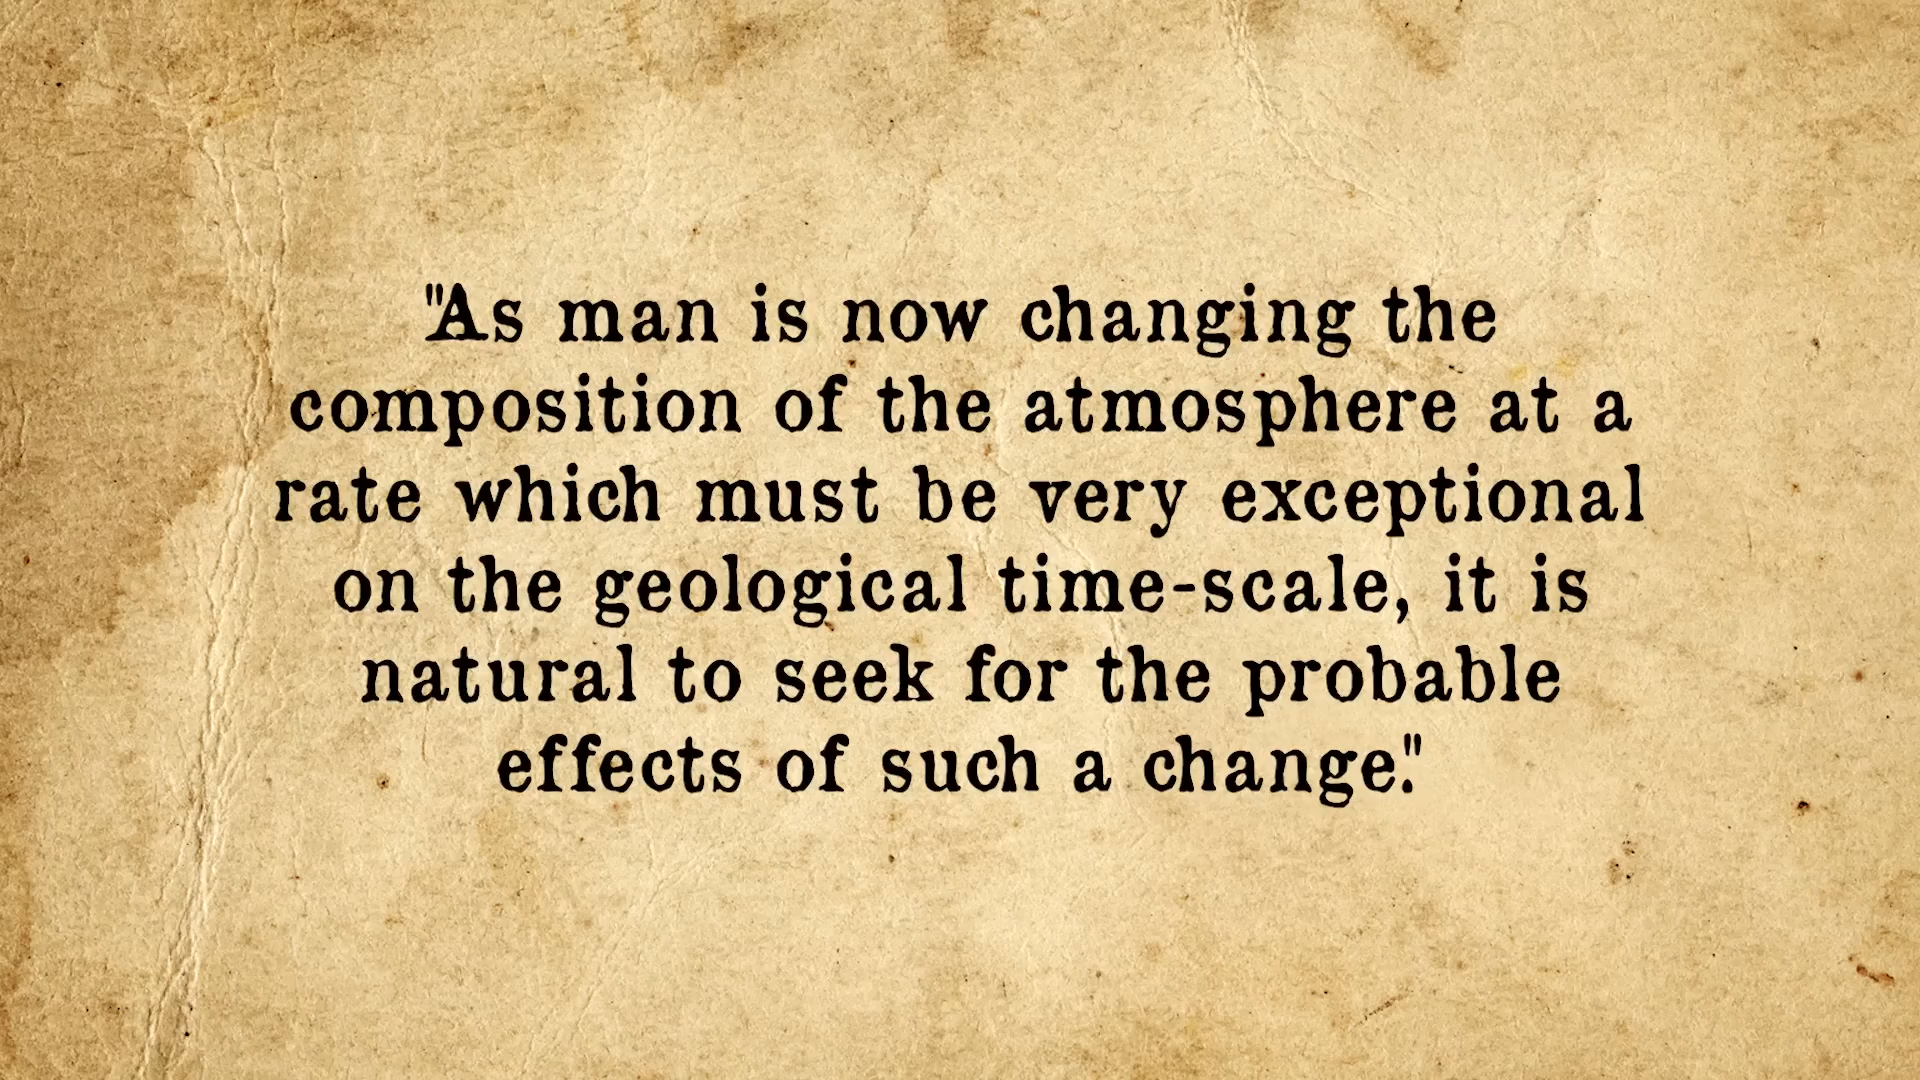 "As man is now changing the
composition of the atmosphere at a
rate which must be very exceptional
on the geological time-scale, it is
natural to seek for the probable
effects of such a change."